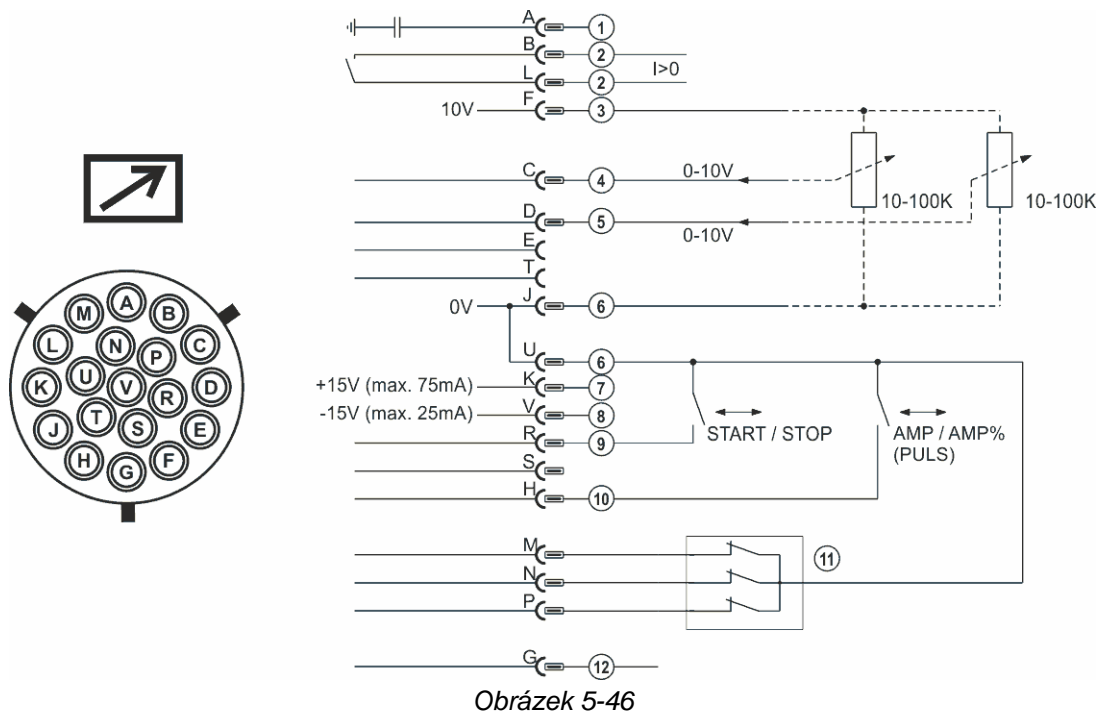 A 1
B 2
I>0
L 2
10V F 3
C 4 0-10V
10-100K 10-100K
D 5
0-10V
E
T
0V J 6
U 6
+15V (max. 75mA) K 7
-15V (max. 25mA) V 8
START / STOP AMP / AMP%
(PULS)
R 9
S
H 10
M 11
N
P
G 12
A
M B
L N P C
K U V R D
J T S E
H G F
Obrázek 5-46